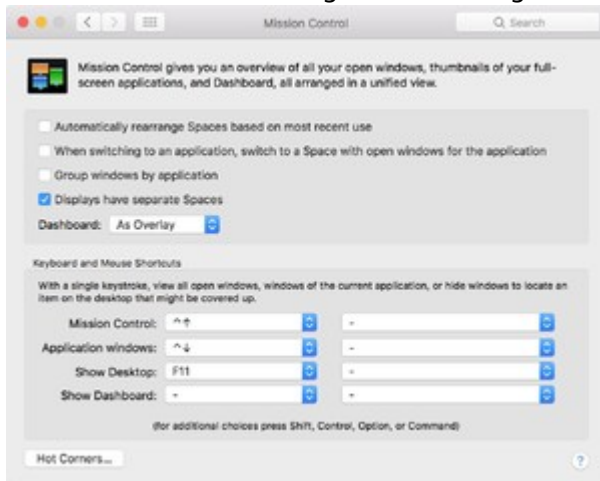 Mission Control
Search
Mission Control gives you an overview of all your open windows, thumbnails of your full-
screen applications, and Dashboard, all arranged in a unified view.
Automatically rearrange Spaces based on most recent use
When switching to an application, switch to a Space with open windows for the application
Group windows by application
Displays have separate Spaces
Dashboard: As Overlay
Keyboard and Mouse Shortcuts
With a single keystroke, view all open windows, windows of the current application, or hide windows to locate an
item on the desktop that might be covered up.
Mission Control: ^↑ -
Application windows: ^↓ -
Show Desktop: F11 -
Show Dashboard: - -
(for additional choices press Shift, Control, Option, or Command)
Hot Corners... ?